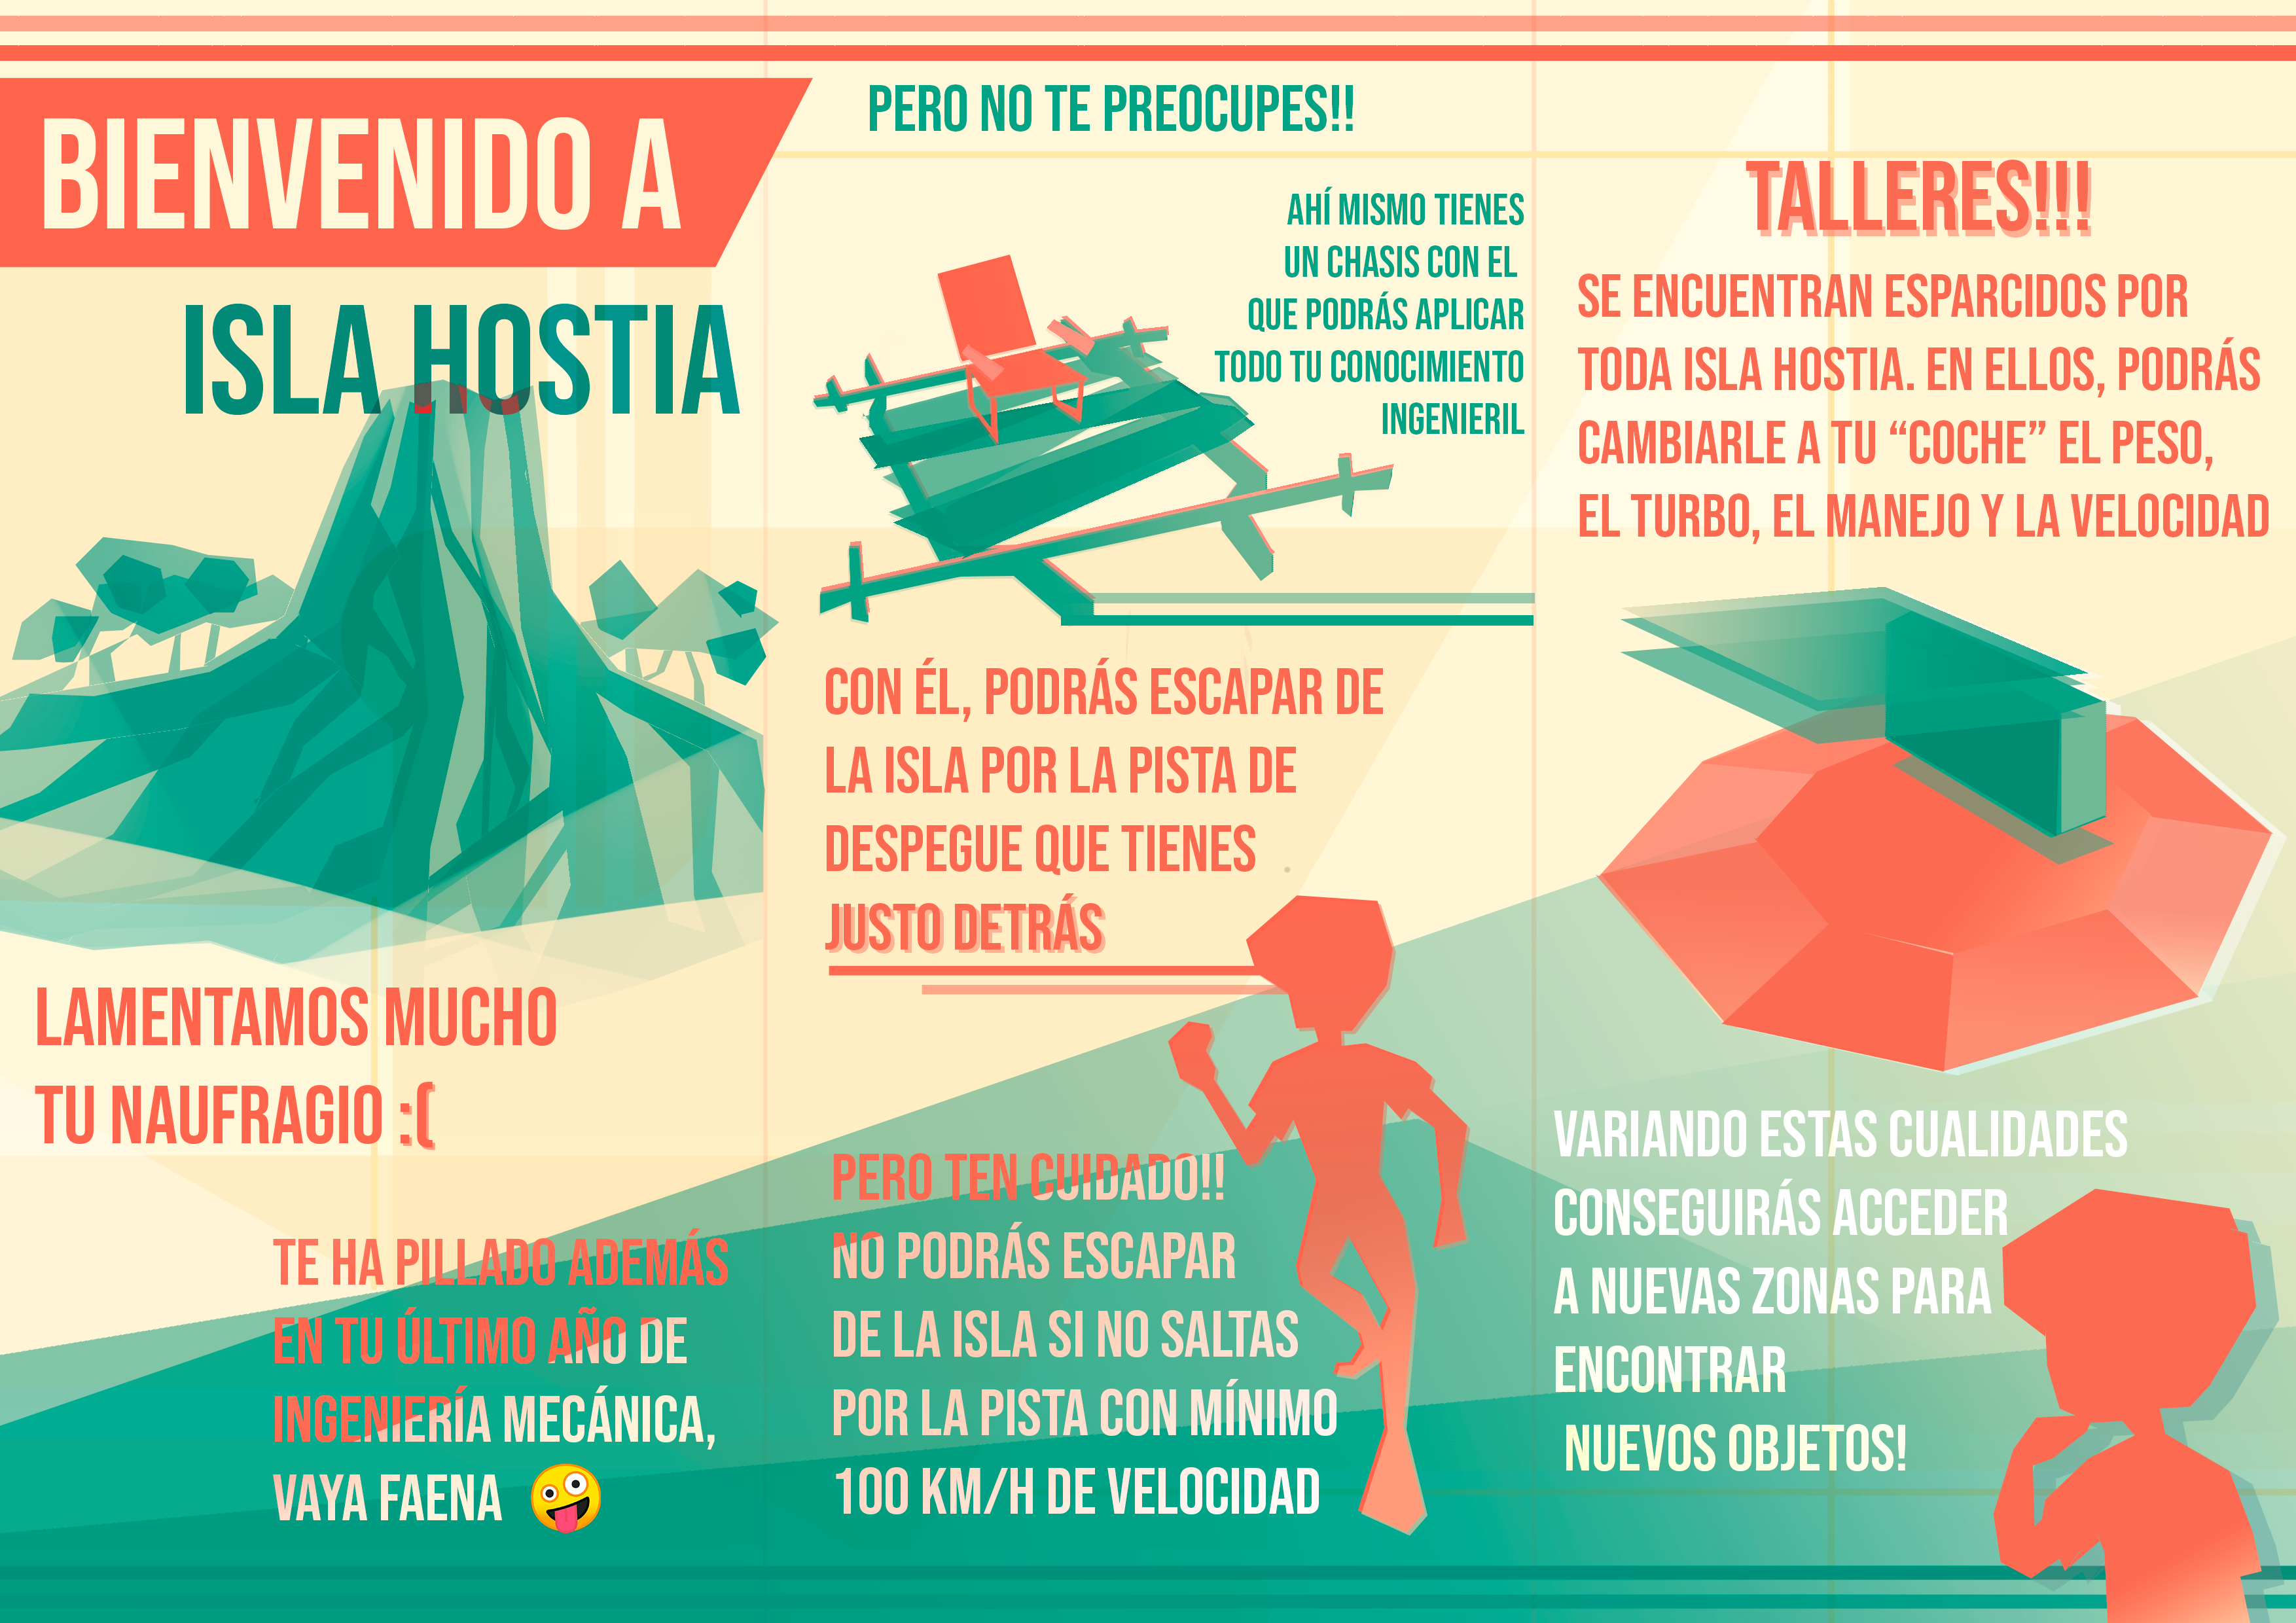 BIENVENIDO A
ISLA HOSTIA
LAMENTAMOS MUCHO
TU NAUFRAGIO :(
TE HA PILLADO ADEMÁS
EN TU ÚLTIMO AÑO DE
INGENIERÍA MECÁNICA,
VAYA FAENA 🤪
PERO NO TE PREOCUPES!!
AHÍ MISMO TIENES
UN CHASIS CON EL
QUE PODRÁS APLICAR
TODO TU CONOCIMIENTO
INGENIERIL
CON ÉL, PODRÁS ESCAPAR DE
LA ISLA POR LA PISTA DE
DESPEGUE QUE TIENES
JUSTO DETRÁS
PERO TEN CUIDADO!!
NO PODRÁS ESCAPAR
DE LA ISLA SI NO SALTAS
POR LA PISTA CON MÍNIMO
100 KM/H DE VELOCIDAD
TALLERES!!!
SE ENCUENTRAN ESPARCIDOS POR
TODA ISLA HOSTIA. EN ELLOS, PODRÁS
CAMBIARLE A TU “COCHE” EL PESO,
EL TURBO, EL MANEJO Y LA VELOCIDAD
VARIANDO ESTAS CUALIDADES
CONSEGUIRÁS ACCEDER
A NUEVAS ZONAS PARA
ENCONTRAR
NUEVOS OBJETOS!